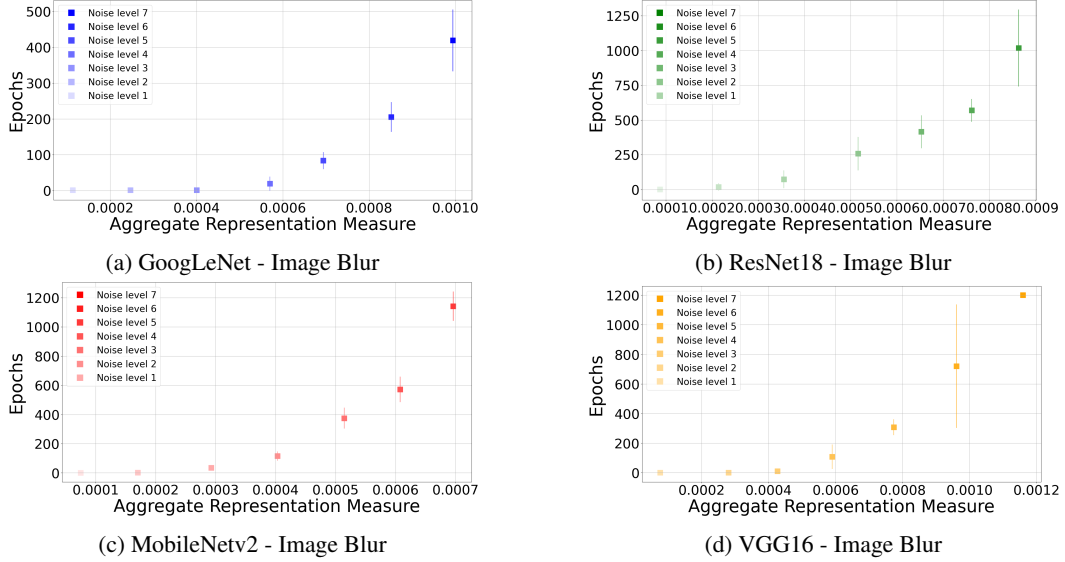 500
400
300
200
100
0
Epochs
Noise level 7
Noise level 6
Noise level 5
Noise level 4
Noise level 3
Noise level 2
Noise level 1
0.0002 0.0004 0.0006 0.0008 0.0010
Aggregate Representation Measure
(a) GoogLeNet - Image Blur
1250
1000
750
500
250
0
Epochs
Noise level 7
Noise level 6
Noise level 5
Noise level 4
Noise level 3
Noise level 2
Noise level 1
0.00010.00020.00030.00040.00050.00060.00070.00080.0009
Aggregate Representation Measure
(b) ResNet18 - Image Blur
1200
1000
800
600
400
200
0
Epochs
Noise level 7
Noise level 6
Noise level 5
Noise level 4
Noise level 3
Noise level 2
Noise level 1
0.0001 0.0002 0.0003 0.0004 0.0005 0.0006 0.0007
Aggregate Representation Measure
(c) MobileNetv2 - Image Blur
1200
1000
800
600
400
200
0
Epochs
Noise level 7
Noise level 6
Noise level 5
Noise level 4
Noise level 3
Noise level 2
Noise level 1
0.0002 0.0004 0.0006 0.0008 0.0010 0.0012
Aggregate Representation Measure
(d) VGG16 - Image Blur